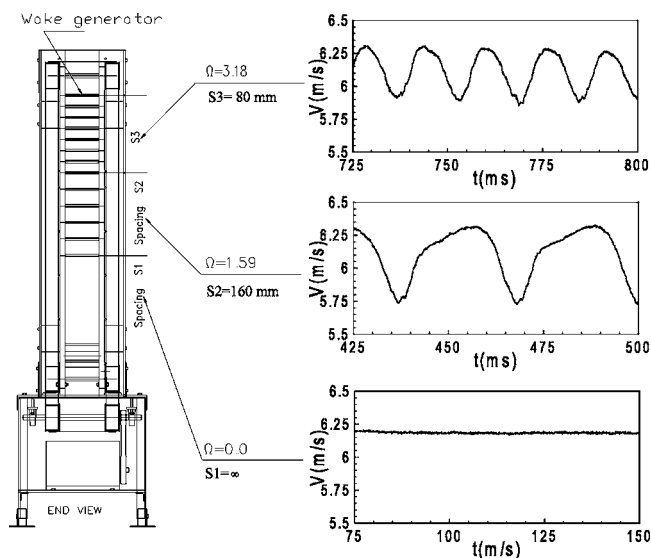 Wake generator
Ω=3.18
S3= 80 mm
S3
S2
Spacing
Ω=1.59
S2=160 mm
S1
Spacing
Ω=0.0
S1=∞
END VIEW
V(m/s)
6.5
6.25
6
5.75
5.5
725
750
775
800
t(ms)
V(m/s)
6.5
6.25
6
5.75
5.5
425
450
475
500
t(ms)
V(m/s)
6.5
6.25
6
5.75
5.5
75
100
125
150
t(m/s)